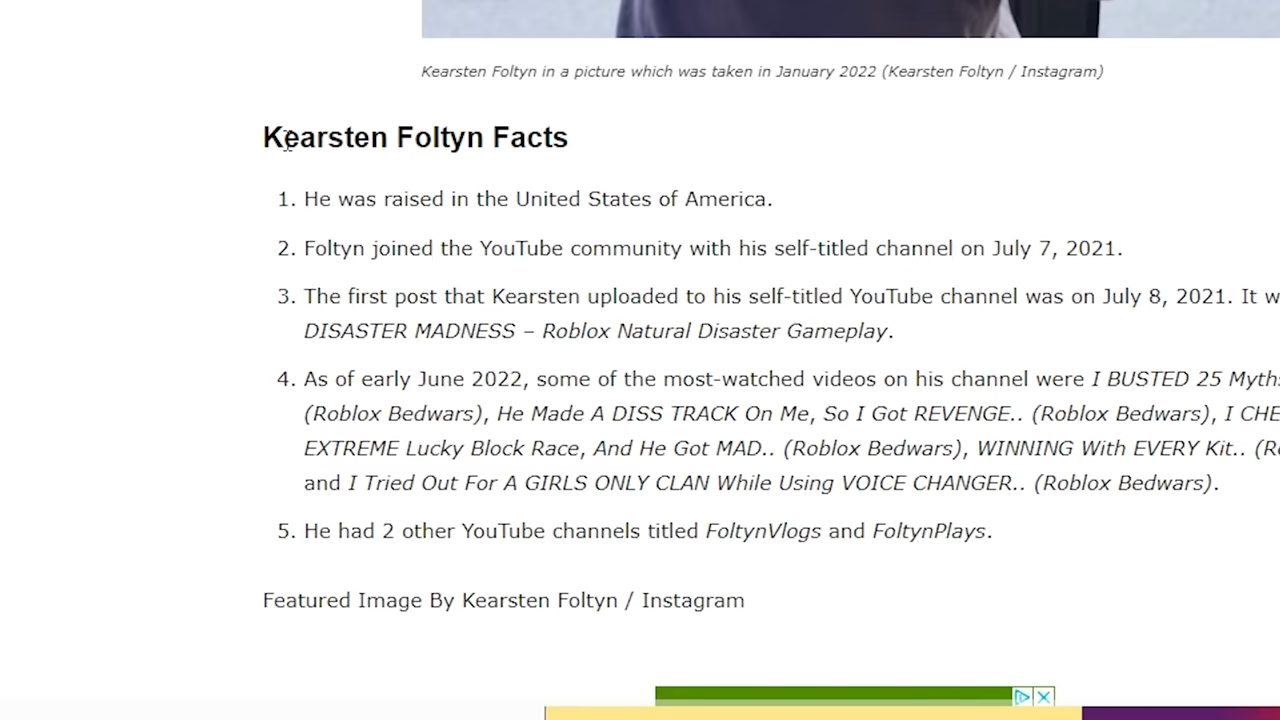 Kearsten Foltyn in a picture which was taken in January 2022 (Kearsten Foltyn / Instagram)
Kearsten Foltyn Facts
1. He was raised in the United States of America.
2. Foltyn joined the YouTube community with his self-titled channel on July 7, 2021.
3. The first post that Kearsten uploaded to his self-titled YouTube channel was on July 8, 2021. It
DISASTER MADNESS – Roblox Natural Disaster Gameplay.
4. As of early June 2022, some of the most-watched videos on his channel were I BUSTED 25 Myths
(Roblox Bedwars), He Made A DISS TRACK On Me, So I Got REVENGE.. (Roblox Bedwars), I
EXTREME Lucky Block Race, And He Got MAD.. (Roblox Bedwars), WINNING With EVERY Kit..
and I Tried Out For A GIRLS ONLY CLAN While Using VOICE CHANGER.. (Roblox Bedwars).
5. He had 2 other YouTube channels titled FoltynVlogs and FoltynPlays.
Featured Image By Kearsten Foltyn / Instagram